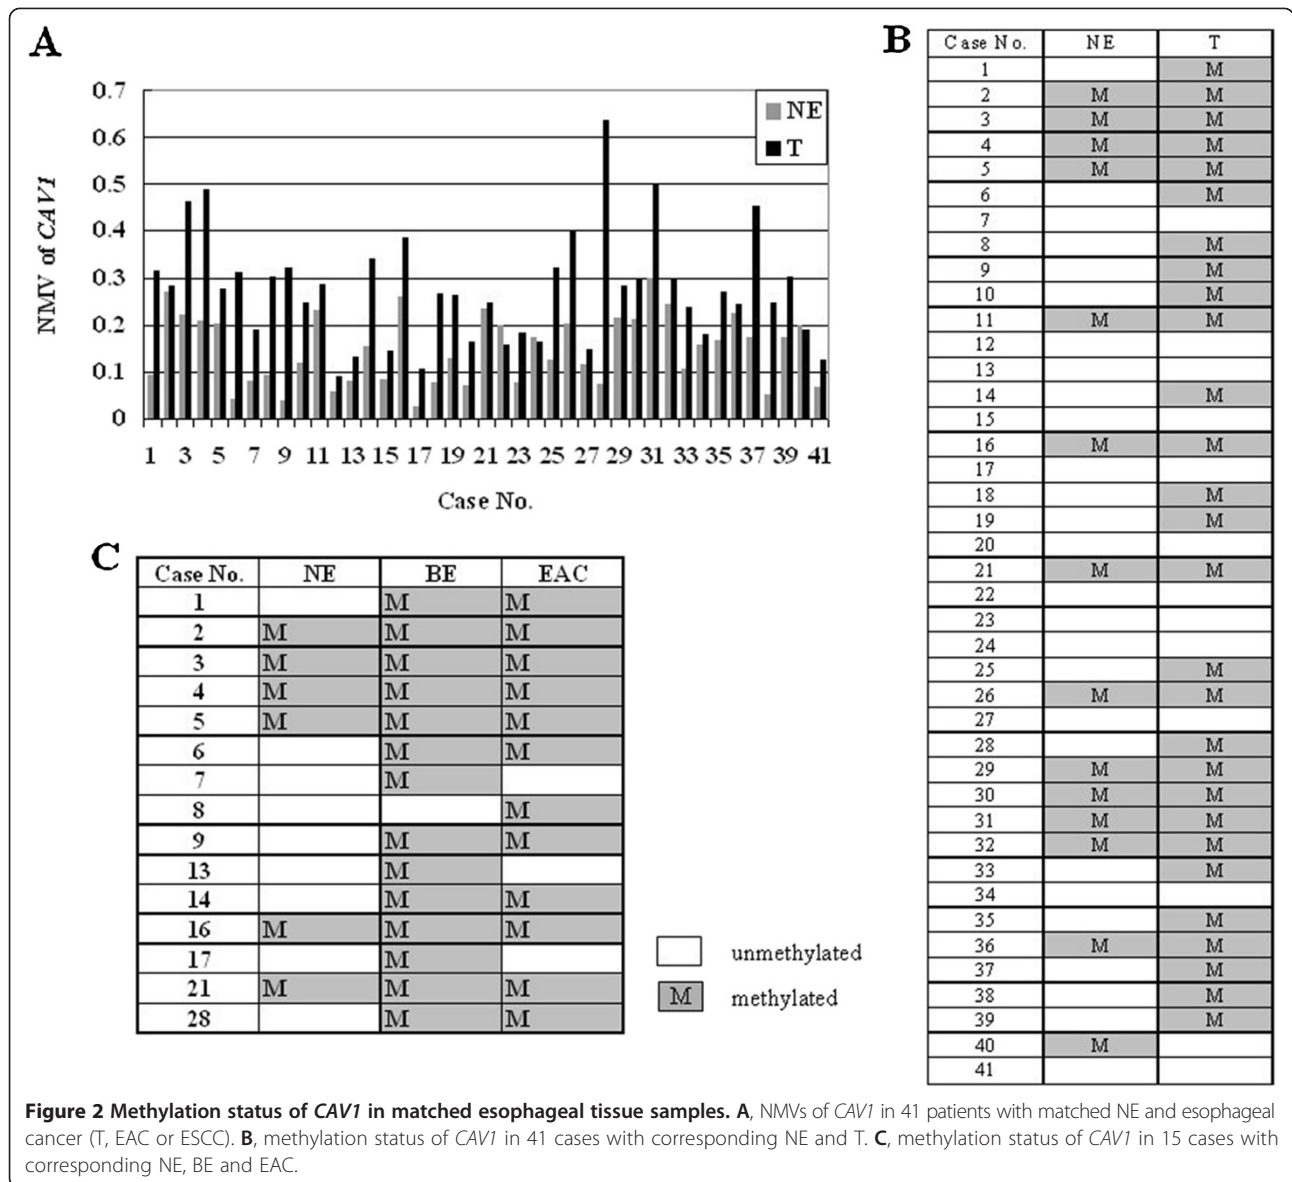 A
0.7
0.6
0.5
0.4
0.3
0.2
0.1
0
NMV of CAV1
NE
T
1 3 5 7 9 11 13 15 17 19 21 23 25 27 29 31 33 35 37 39 41
Case No.
B
Case No. NE T
1 M
2 M M
3 M M
4 M M
5 M M
6 M
7
8 M
9 M
10 M
11 M M
12
13
14 M
15
16 M M
17
18 M
19 M
20
21 M M
22
23
24
25 M
26 M M
27
28 M
29 M M
30 M M
31 M M
32 M M
33 M
34
35 M
36 M M
37 M
38 M
39 M
40 M
41
C
Case No. NE BE EAC
1 M M
2 M M M
3 M M M
4 M M M
5 M M M
6 M M
7 M
8 M
9 M M
13 M
14 M M
16 M M M
17 M
21 M M M
28 M M
unmethylated
M methylated
Figure 2 Methylation status of CAV1 in matched esophageal tissue samples. A, NMVs of CAV1 in 41 patients with matched NE and esophageal
cancer (T, EAC or ESCC). B, methylation status of CAV1 in 41 cases with corresponding NE and T. C, methylation status of CAV1 in 15 cases with
corresponding NE, BE and EAC.